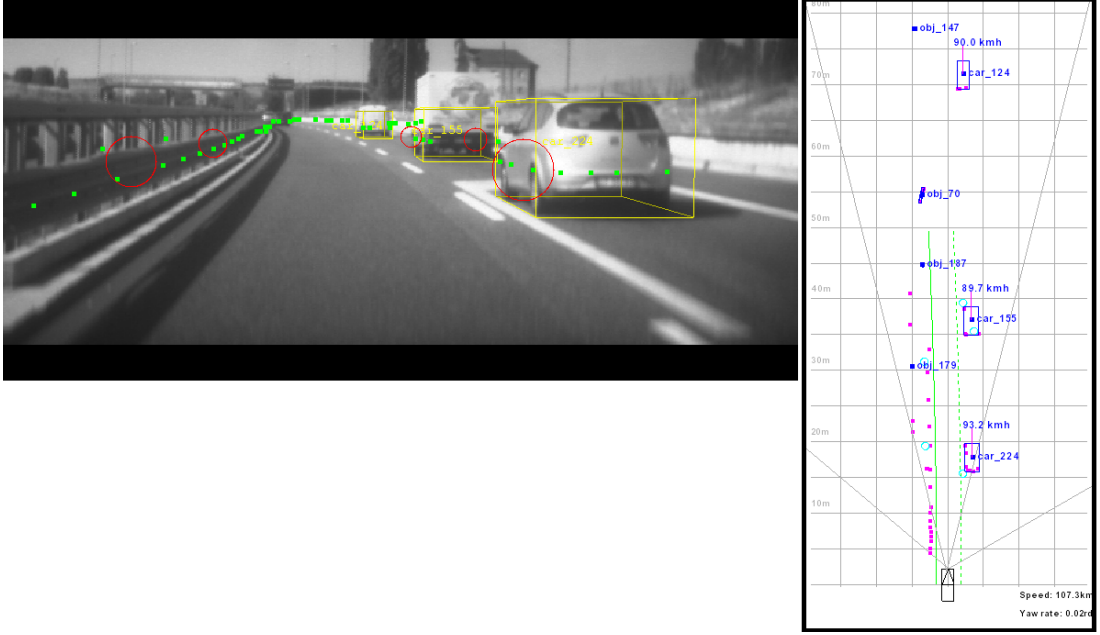 car_155
car_224
80m
obj_147
90.0 kmh
70m
car_124
60m
obj_70
50m
obj_187
40m
89.7 kmh
car_155
30m
obj_179
20m
93.2 kmh
car_224
10m
Speed: 107.3km
Yaw rate: 0.02rd